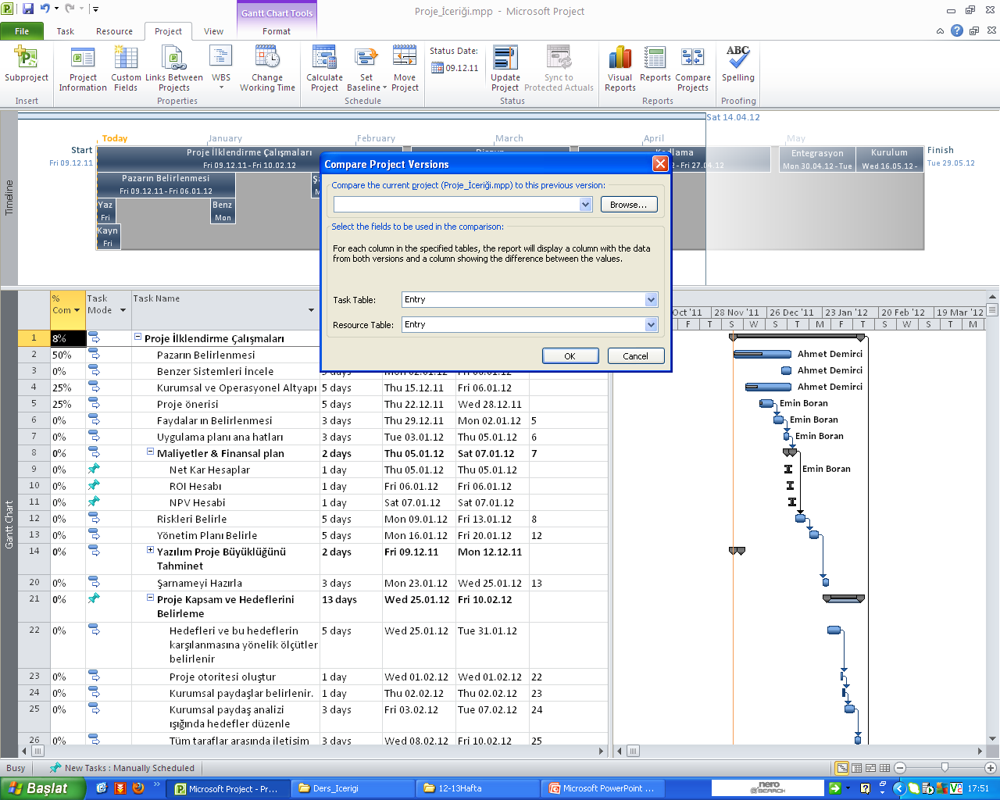 Proje_İceriği.mpp - Microsoft Project
Gantt Chart Tools
File Task Resource Project View Format
Subproject
Project Information
Custom Fields
Links Between Projects
WBS
Change Working Time
Calculate Project
Set Baseline
Move Project
Status Date:
09.12.11
Update Project
Sync to Protected Actuals
Visual Reports
Reports
Compare Projects
ABC
Spelling
Insert Properties Schedule Status Reports Proofing
Timeline
Sat 14.04.12
Today January February March April May
Start
Fri 09.12.11
Proje İlklendirme Çalışmaları
Fri 09.12.11 - Fri 10.02.12
Entegrasyon
Mon 30.04.12 - Tue
Kurulum
Wed 16.05.12 -
Finish
Tue 29.05.12
Pazarın Belirlenmesi
Fri 09.12.11 - Fri 06.01.12
Yaz
Fri
Benz
Mon
Kayn
Fri
Compare Project Versions
Compare the current project (Proje_İceriği.mpp) to this previous version:
Browse...
Select the fields to be used in the comparison:
For each column in the specified tables, the report will display a column with the data
from both versions and a column showing the difference between the values.
Task Table: Entry
Resource Table: Entry
OK Cancel
Gantt Chart
% Com
Task Mode
Task Name
Oct '11 28 Nov '11 26 Dec '11 23 Jan '12 20 Feb '12 19 Mar '12
F T S W T M F T S W T M
1 8% Proje İlklendirme Çalışmaları
2 50% Pazarın Belirlenmesi Ahmet Demirci
3 0% Benzer Sistemleri İncele Ahmet Demirci
4 25% Kurumsal ve Operasyonel Altyapı 5 days Thu 15.12.11 Fri 06.01.12 Ahmet Demirci
5 25% Proje önerisi 5 days Thu 22.12.11 Wed 28.12.11 Emin Boran
6 0% Faydalar ın Belirlenmesi 3 days Thu 29.12.11 Mon 02.01.12 5 Emin Boran
7 0% Uygulama planı ana hatları 3 days Tue 03.01.12 Thu 05.01.12 6 Emin Boran
8 0% Maliyetler & Finansal plan 2 days Thu 05.01.12 Sat 07.01.12 7
9 0% Net Kar Hesaplar 1 day Thu 05.01.12 Thu 05.01.12 Emin Boran
10 0% ROI Hesabı 1 day Fri 06.01.12 Fri 06.01.12
11 0% NPV Hesabi 1 day Sat 07.01.12 Sat 07.01.12
12 0% Riskleri Belirle 5 days Mon 09.01.12 Fri 13.01.12 8
13 0% Yönetim Planı Belirle 5 days Mon 16.01.12 Fri 20.01.12 12
14 0% Yazılım Proje Büyüklüğünü 2 days Fri 09.12.11 Mon 12.12.11
Tahminet
20 0% Şarnameyi Hazırla 3 days Mon 23.01.12 Wed 25.01.12 13
21 0% Proje Kapsam ve Hedeflerini 13 days Wed 25.01.12 Fri 10.02.12
Belirleme
22 0% Hedefleri ve bu hedeflerin 5 days Wed 25.01.12 Tue 31.01.12
karşılanmasına yönelik ölçütler
belirlenir
23 0% Proje otoritesi oluştur 1 day Wed 01.02.12 Wed 01.02.12 22
24 0% Kurumsal paydaşlar belirlenir. 1 day Thu 02.02.12 Thu 02.02.12 23
25 0% Kurumsal paydaş analizi 3 days Fri 03.02.12 Tue 07.02.12 24
ışığında hedefler düzenle
26 0% Tüm taraflar arasında iletişim 3 days Wed 08.02.12 Fri 10.02.12 25
Busy New Tasks : Manually Scheduled
Başlat Microsoft Project - Pr... Ders_Icerigi 12-13Hafta Microsoft PowerPoint ... nero SEARCH 17:51